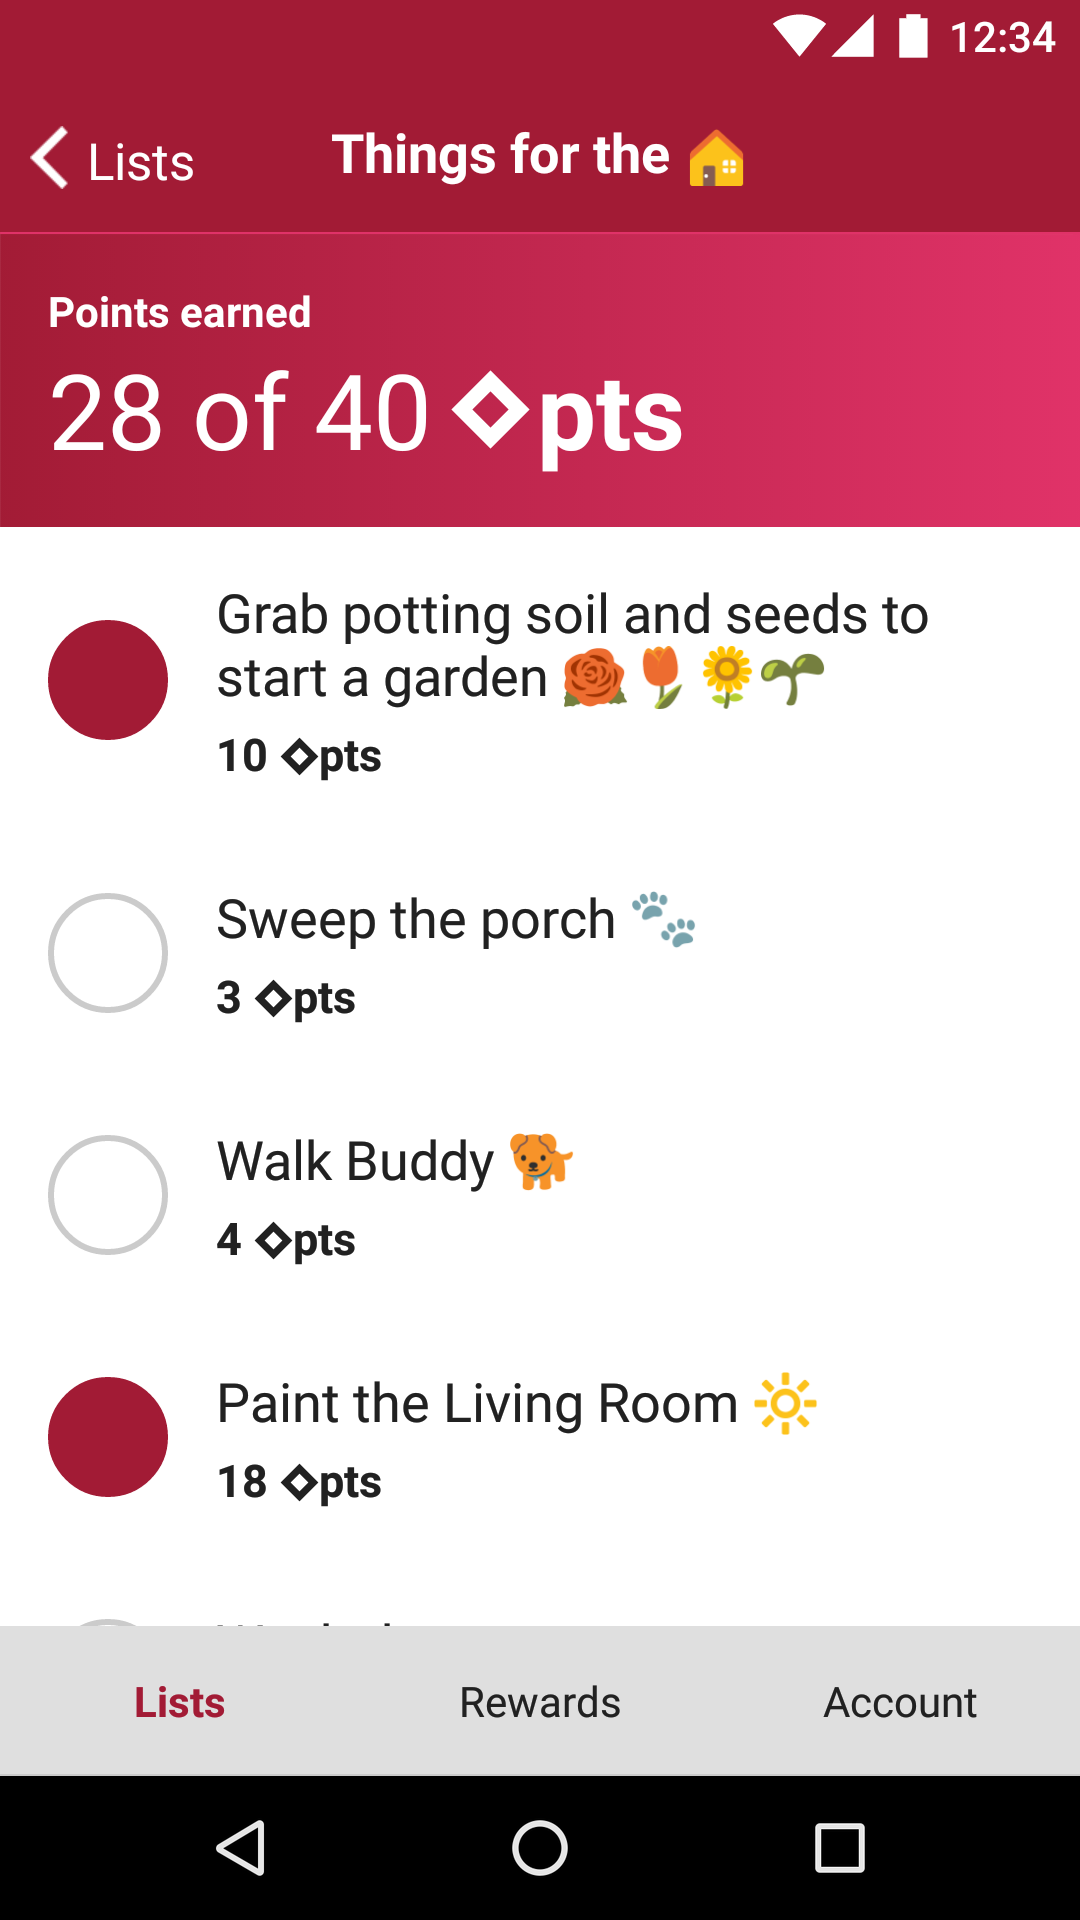 12:34
Lists
Things for the 🏠
Points earned
28 of 40 pts
Grab potting soil and seeds to
start a garden 🌹🌷🌻🌱
10 pts
Sweep the porch 🐾
3 pts
Walk Buddy 🐕
4 pts
Paint the Living Room 🔆
18 pts
Lists
Rewards
Account